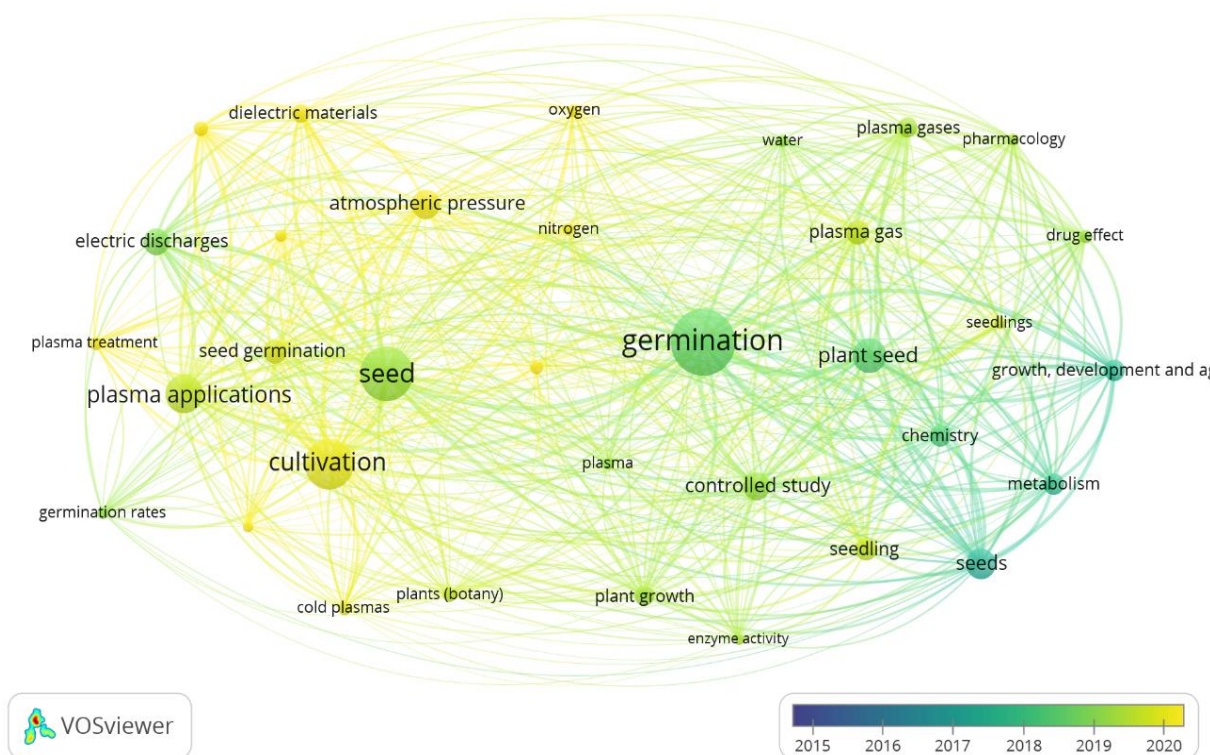 dielectric materials
oxygen
plasma gases
water
pharmacology
atmospheric pressure
nitrogen
plasma gas
drug effect
electric discharges
plasma treatment
seed germination
germination
plant seed
seedlings
growth, development and ag
seed
plasma applications
cultivation
plasma
chemistry
controlled study
metabolism
germination rates
seedling
seeds
cold plasmas
plants (botany)
plant growth
enzyme activity
VOSviewer
2015 2016 2017 2018 2019 2020